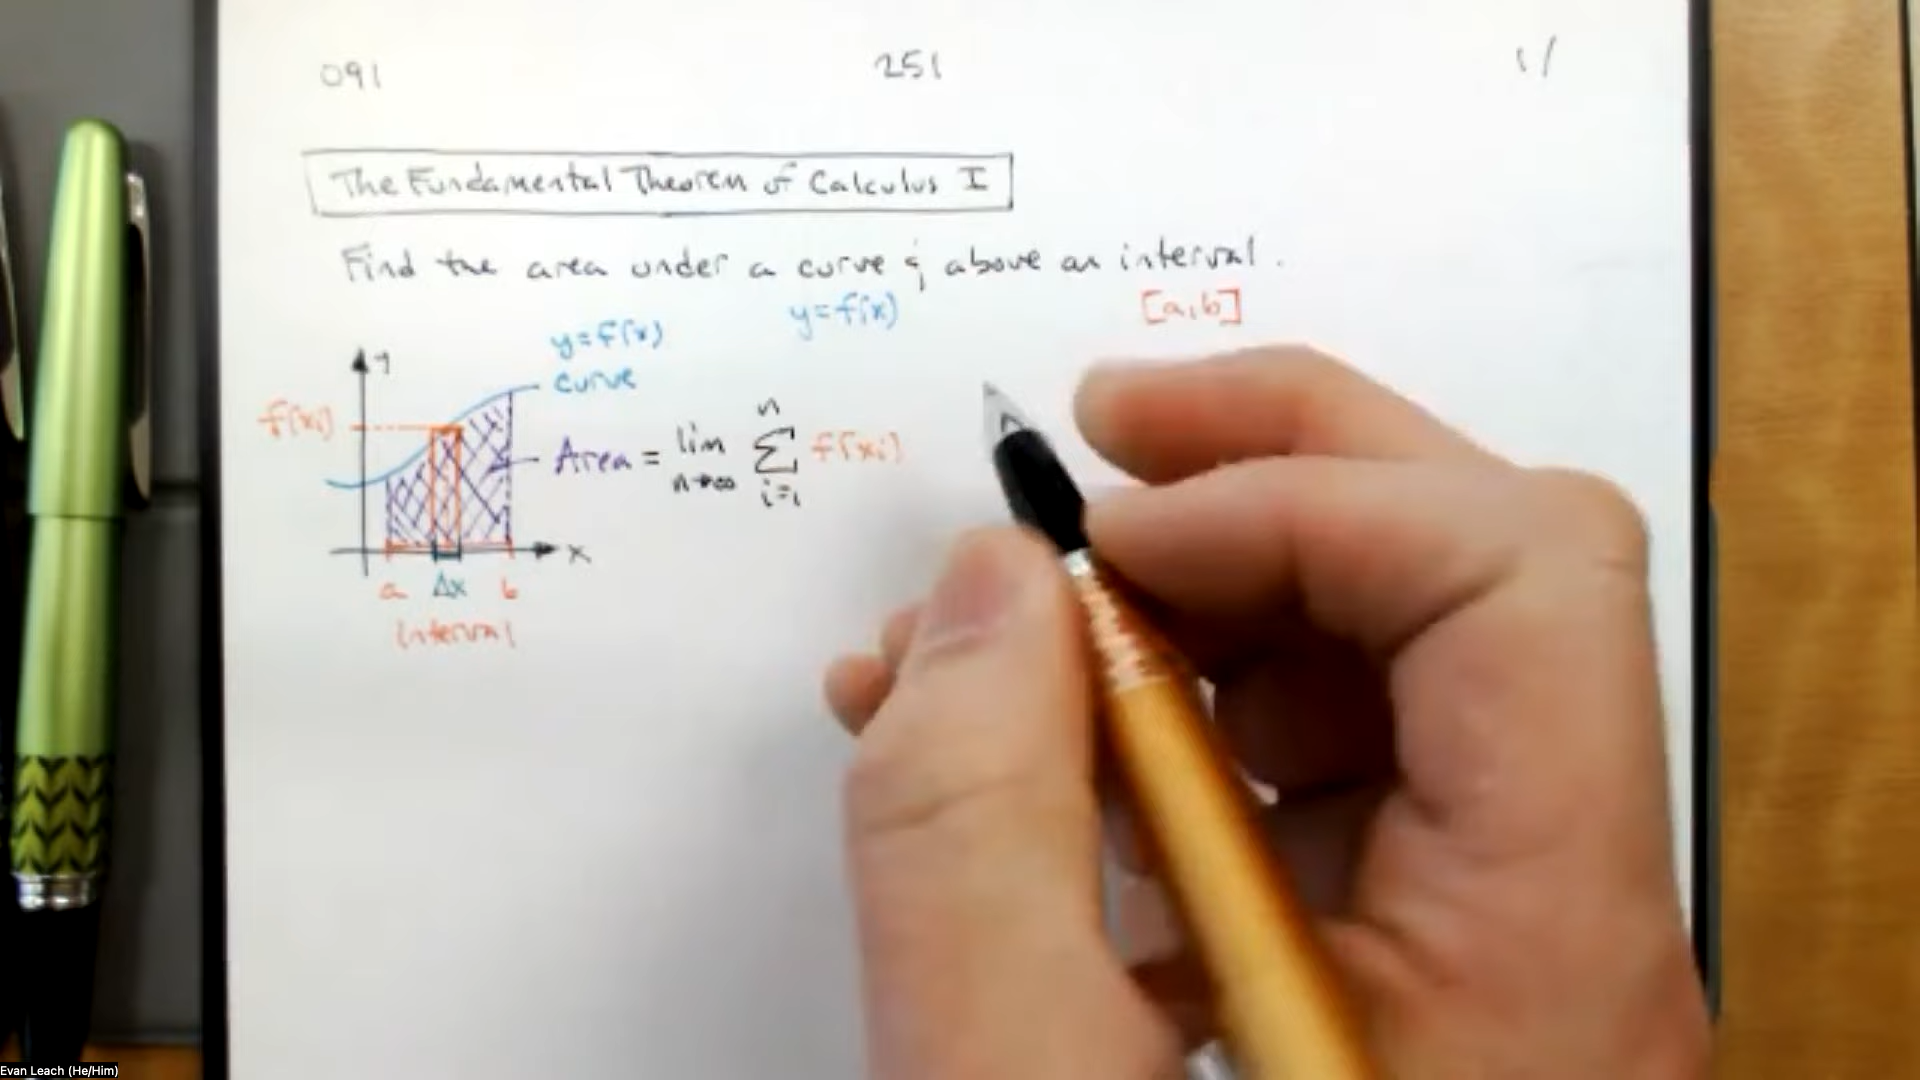 091 251 1/
The Fundamental Theorem of Calculus I
Find the area under a curve & above an interval.
y=f(x) [a,b]
y=f(x)
curve
y
f(xi)
Area = lim n→∞ n Σ i=1 f(xi)
x
a Δx b
interval
Evan Leach (He/Him)